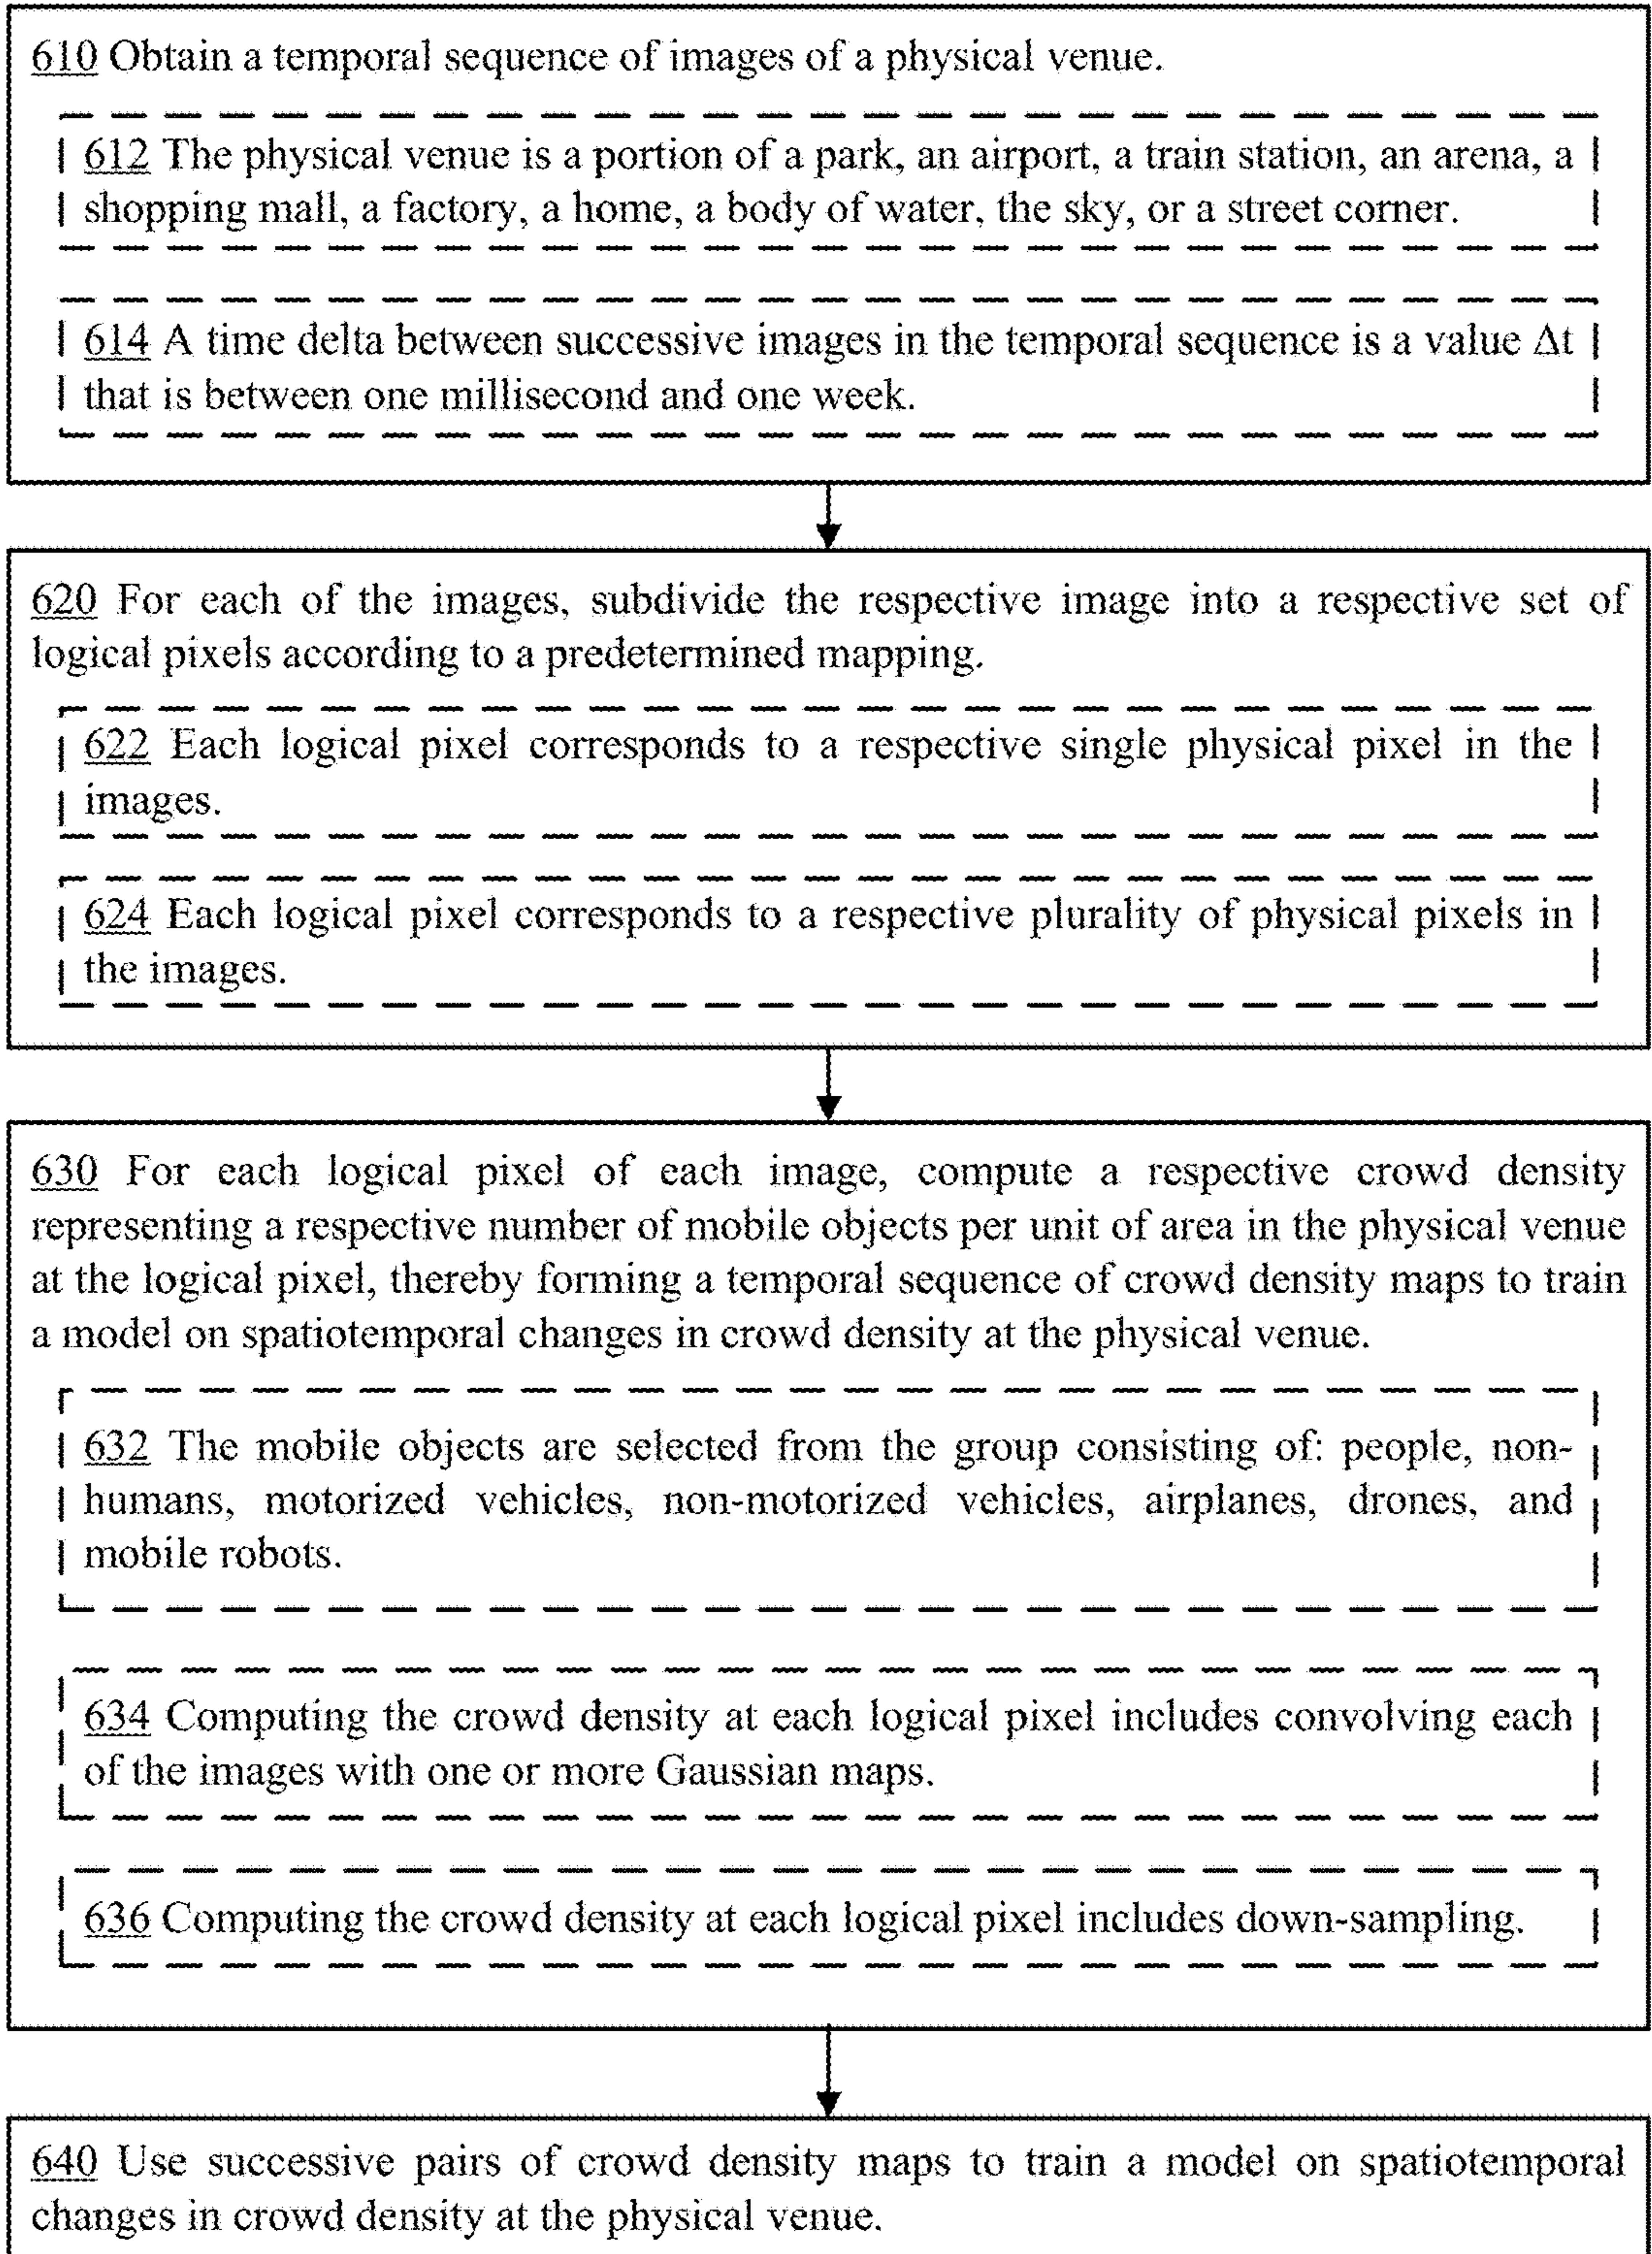 610 Obtain a temporal sequence of images of a physical venue.
612 The physical venue is a portion of a park, an airport, a train station, an arena, a
shopping mall, a factory, a home, a body of water, the sky, or a street corner.
614 A time delta between successive images in the temporal sequence is a value Δt
that is between one millisecond and one week.
620 For each of the images, subdivide the respective image into a respective set of
logical pixels according to a predetermined mapping.
622 Each logical pixel corresponds to a respective single physical pixel in the
images.
624 Each logical pixel corresponds to a respective plurality of physical pixels in
the images.
630 For each logical pixel of each image, compute a respective crowd density
representing a respective number of mobile objects per unit of area in the physical venue
at the logical pixel, thereby forming a temporal sequence of crowd density maps to train
a model on spatiotemporal changes in crowd density at the physical venue.
632 The mobile objects are selected from the group consisting of: people, non-
humans, motorized vehicles, non-motorized vehicles, airplanes, drones, and
mobile robots.
634 Computing the crowd density at each logical pixel includes convolving each
of the images with one or more Gaussian maps.
636 Computing the crowd density at each logical pixel includes down-sampling.
640 Use successive pairs of crowd density maps to train a model on spatiotemporal
changes in crowd density at the physical venue.